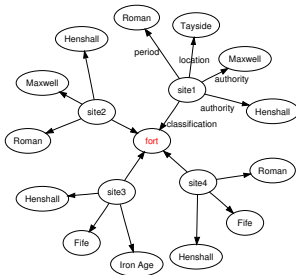 Roman
Tayside
Henshall
period
location
Maxwell
authority
Maxwell
site1
authority
Henshall
site2
classification
Roman
fort
Roman
site3
site4
Henshall
Fife
Fife
Henshall
Iron Age